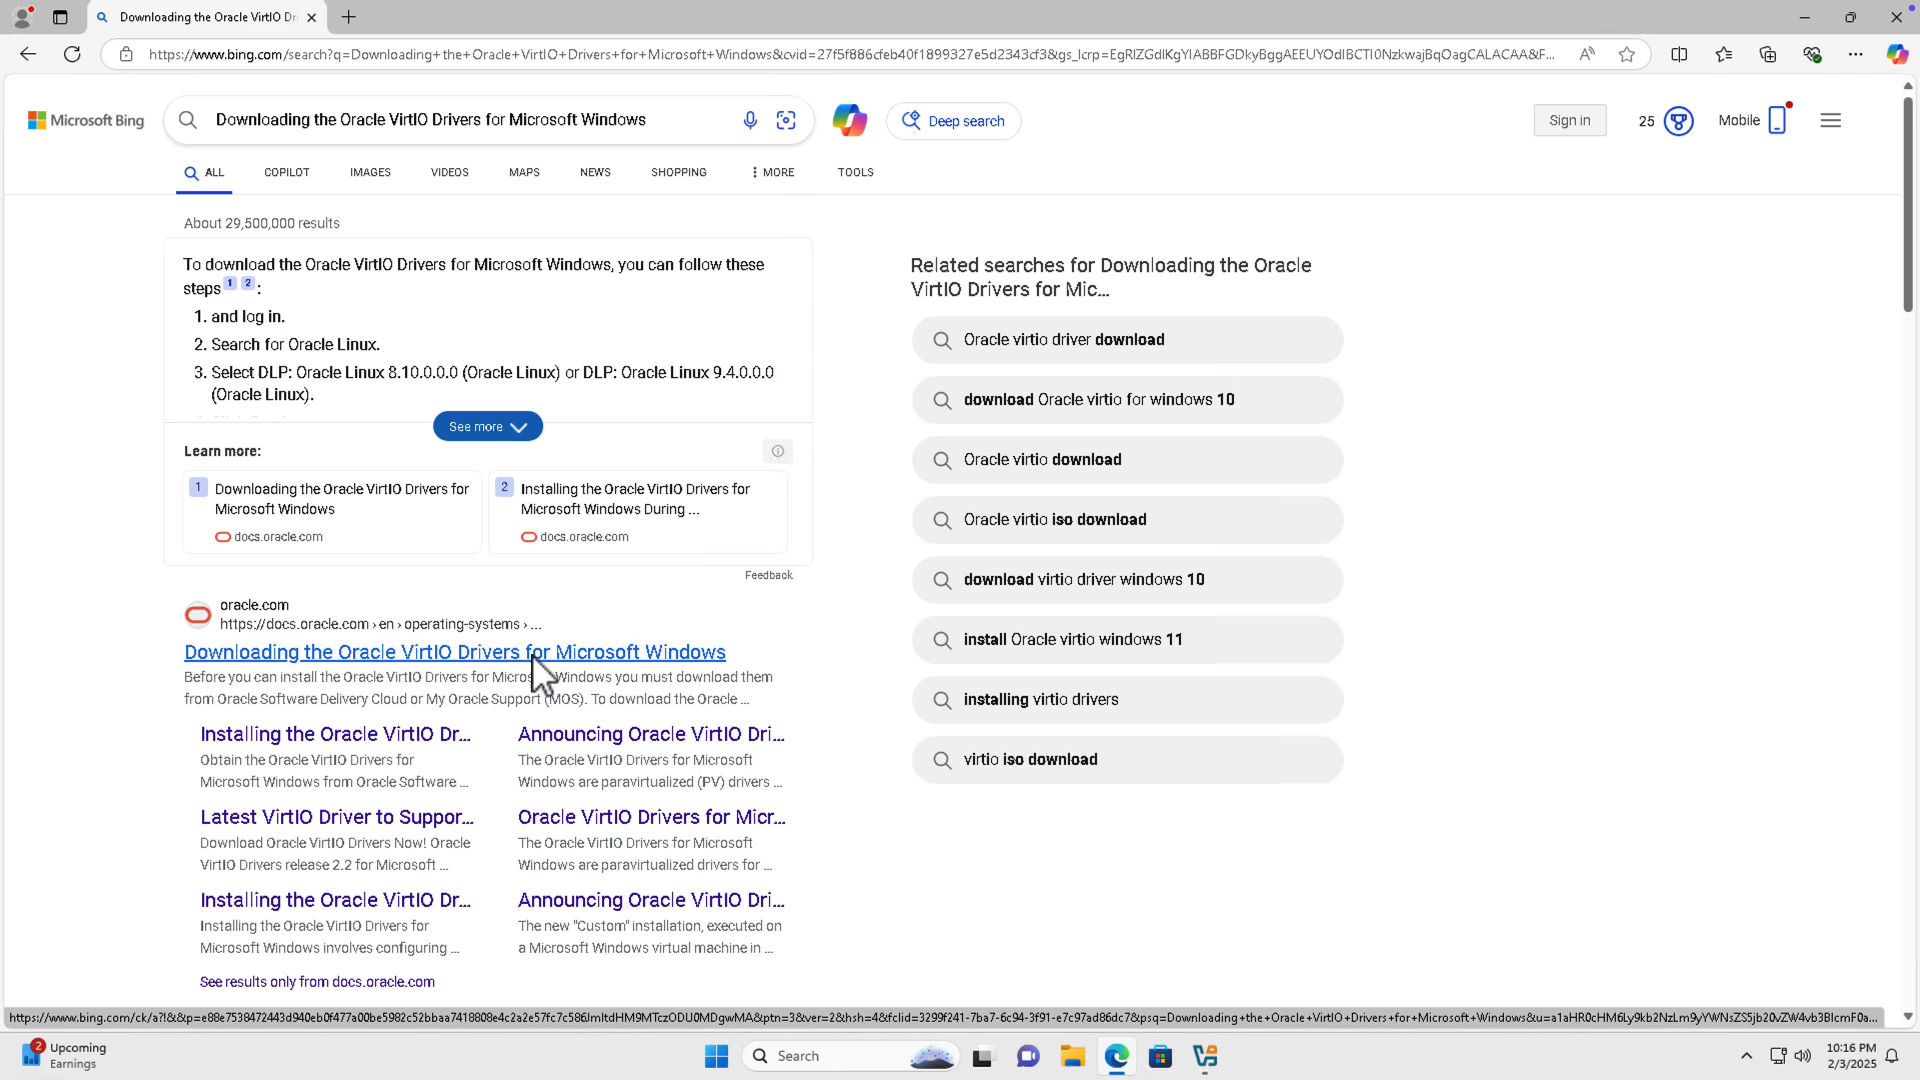 Downloading the Oracle VirtIO Dr
https://www.bing.com/search?q=Downloading+the+Oracle+VirtIO+Drivers+for+Microsoft+Windows&cvid=27f5f886cfeb40f1899327e5d2343cf3&gs_lcrp=EgRlZGdlKgYIABBFGDkyBggAEEUYOdIBCTI0NzkwajBqOagCALACAA&F...
Microsoft Bing
Downloading the Oracle VirtIO Drivers for Microsoft Windows
Deep search
Sign in
25
Mobile
ALL
COPILOT
IMAGES
VIDEOS
MAPS
NEWS
SHOPPING
MORE
TOOLS
About 29,500,000 results
To download the Oracle VirtIO Drivers for Microsoft Windows, you can follow these
steps 1 2 :
1. and log in.
2. Search for Oracle Linux.
3. Select DLP: Oracle Linux 8.10.0.0.0 (Oracle Linux) or DLP: Oracle Linux 9.4.0.0.0
(Oracle Linux).
See more
Learn more:
1 Downloading the Oracle VirtIO Drivers for
Microsoft Windows
docs.oracle.com
2 Installing the Oracle VirtIO Drivers for
Microsoft Windows During ...
docs.oracle.com
Feedback
oracle.com
https://docs.oracle.com › en › operating-systems › ...
Downloading the Oracle VirtIO Drivers for Microsoft Windows
Before you can install the Oracle VirtIO Drivers for Micros Windows you must download them
from Oracle Software Delivery Cloud or My Oracle Support (MOS). To download the Oracle ...
Installing the Oracle VirtIO Dr...
Obtain the Oracle VirtIO Drivers for
Microsoft Windows from Oracle Software ...
Announcing Oracle VirtIO Dri...
The Oracle VirtIO Drivers for Microsoft
Windows are paravirtualized (PV) drivers ...
Latest VirtIO Driver to Suppor...
Download Oracle VirtIO Drivers Now! Oracle
VirtIO Drivers release 2.2 for Microsoft ...
Oracle VirtIO Drivers for Micr...
The Oracle VirtIO Drivers for Microsoft
Windows are paravirtualized drivers for ...
Installing the Oracle VirtIO Dr...
Installing the Oracle VirtIO Drivers for
Microsoft Windows involves configuring ...
Announcing Oracle VirtIO Dri...
The new "Custom" installation, executed on
a Microsoft Windows virtual machine in ...
See results only from docs.oracle.com
Related searches for Downloading the Oracle
VirtIO Drivers for Mic...
Oracle virtio driver download
download Oracle virtio for windows 10
Oracle virtio download
Oracle virtio iso download
download virtio driver windows 10
install Oracle virtio windows 11
installing virtio drivers
virtio iso download
2
Upcoming
Earnings
Search
10:16 PM
2/3/2025